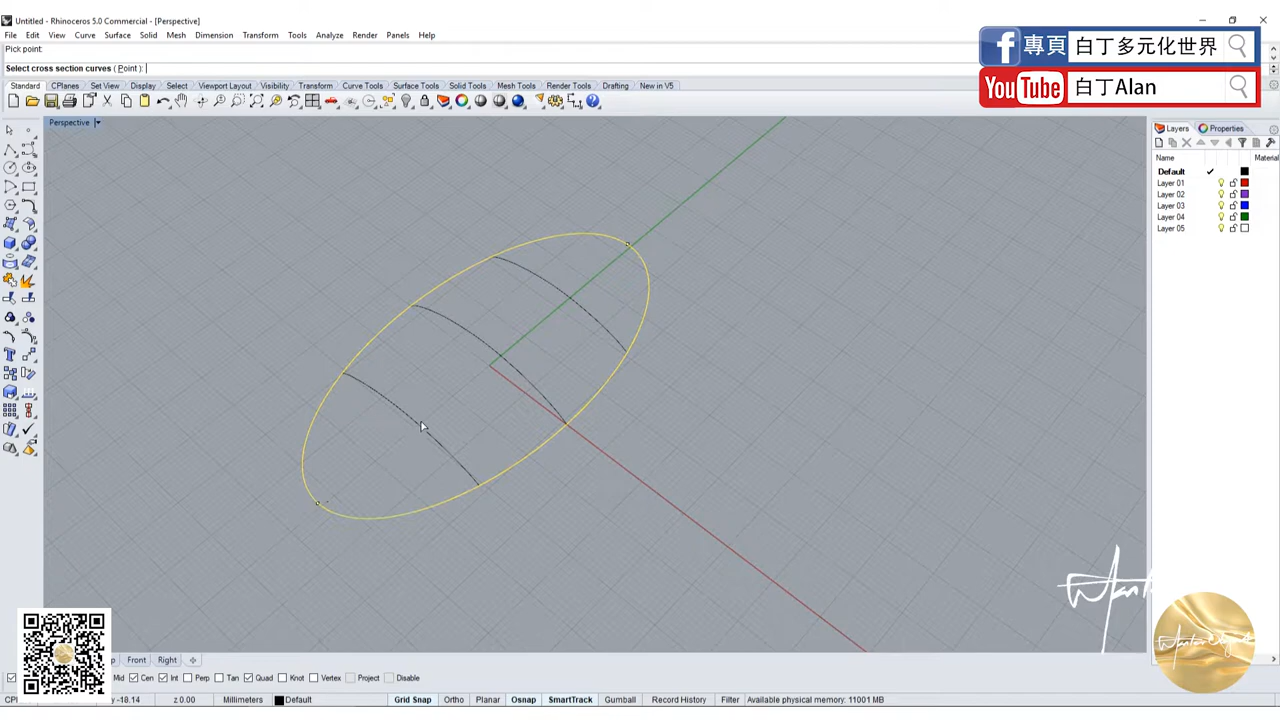 Untitled - Rhinoceros 5.0 Commercial - [Perspective]
File Edit View Curve Surface Solid Mesh Dimension Transform Tools Analyze Render Panels Help
Pick point:
Select cross section curves ( Point ):
專頁 白丁多元化世界
YouTube 白丁Alan
Standard CPlanes Set View Display Select Viewport Layout Visibility Transform Curve Tools Surface Tools Solid Tools Mesh Tools Render Tools Drafting New in V5
Perspective
Layers Properties
Name Material
Default
Layer 01
Layer 02
Layer 03
Layer 04
Layer 05
Front Right
Mid Cen Int Perp Tan Quad Knot Vertex Project Disable
-18.14 z 0.00 Millimeters Default Grid Snap Ortho Planar Osnap SmartTrack Gumball Record History Filter Available physical memory: 11001 MB